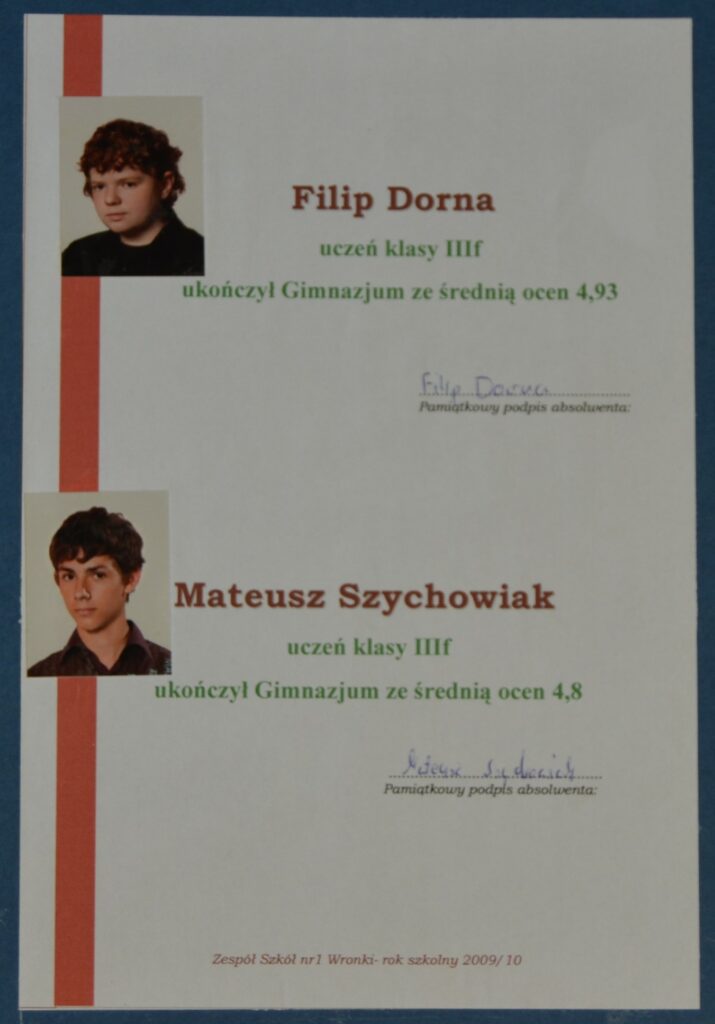 Filip Dorna
uczeń klasy IIIf
ukończył Gimnazjum ze średnią ocen 4,93
Filip Dorna
Pamiątkowy podpis absolwenta:
Mateusz Szychowiak
uczeń klasy IIIf
ukończył Gimnazjum ze średnią ocen 4,8
Mateusz Szychowiak
Pamiątkowy podpis absolwenta:
Zespół Szkół nr1 Wronki- rok szkolny 2009/10